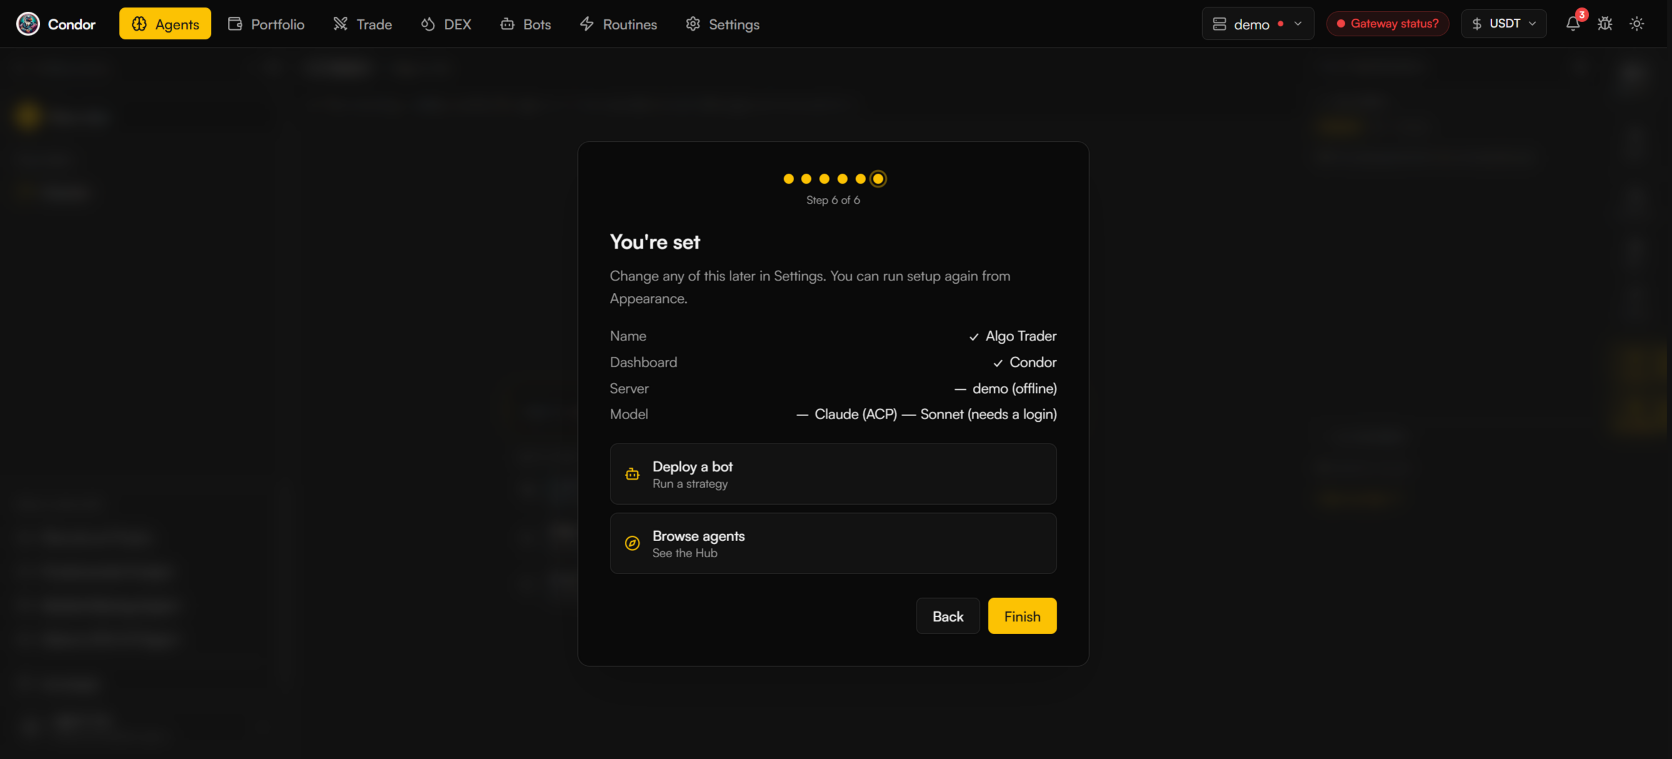 Condor
Agents
Portfolio
Trade
DEX
Bots
Routines
Settings
demo
Gateway status?
$ USDT
3
Step 6 of 6
You're set
Change any of this later in Settings. You can run setup again from
Appearance.
Name ✓ Algo Trader
Dashboard ✓ Condor
Server — demo (offline)
Model — Claude (ACP) — Sonnet (needs a login)
Deploy a bot
Run a strategy
Browse agents
See the Hub
Back
Finish